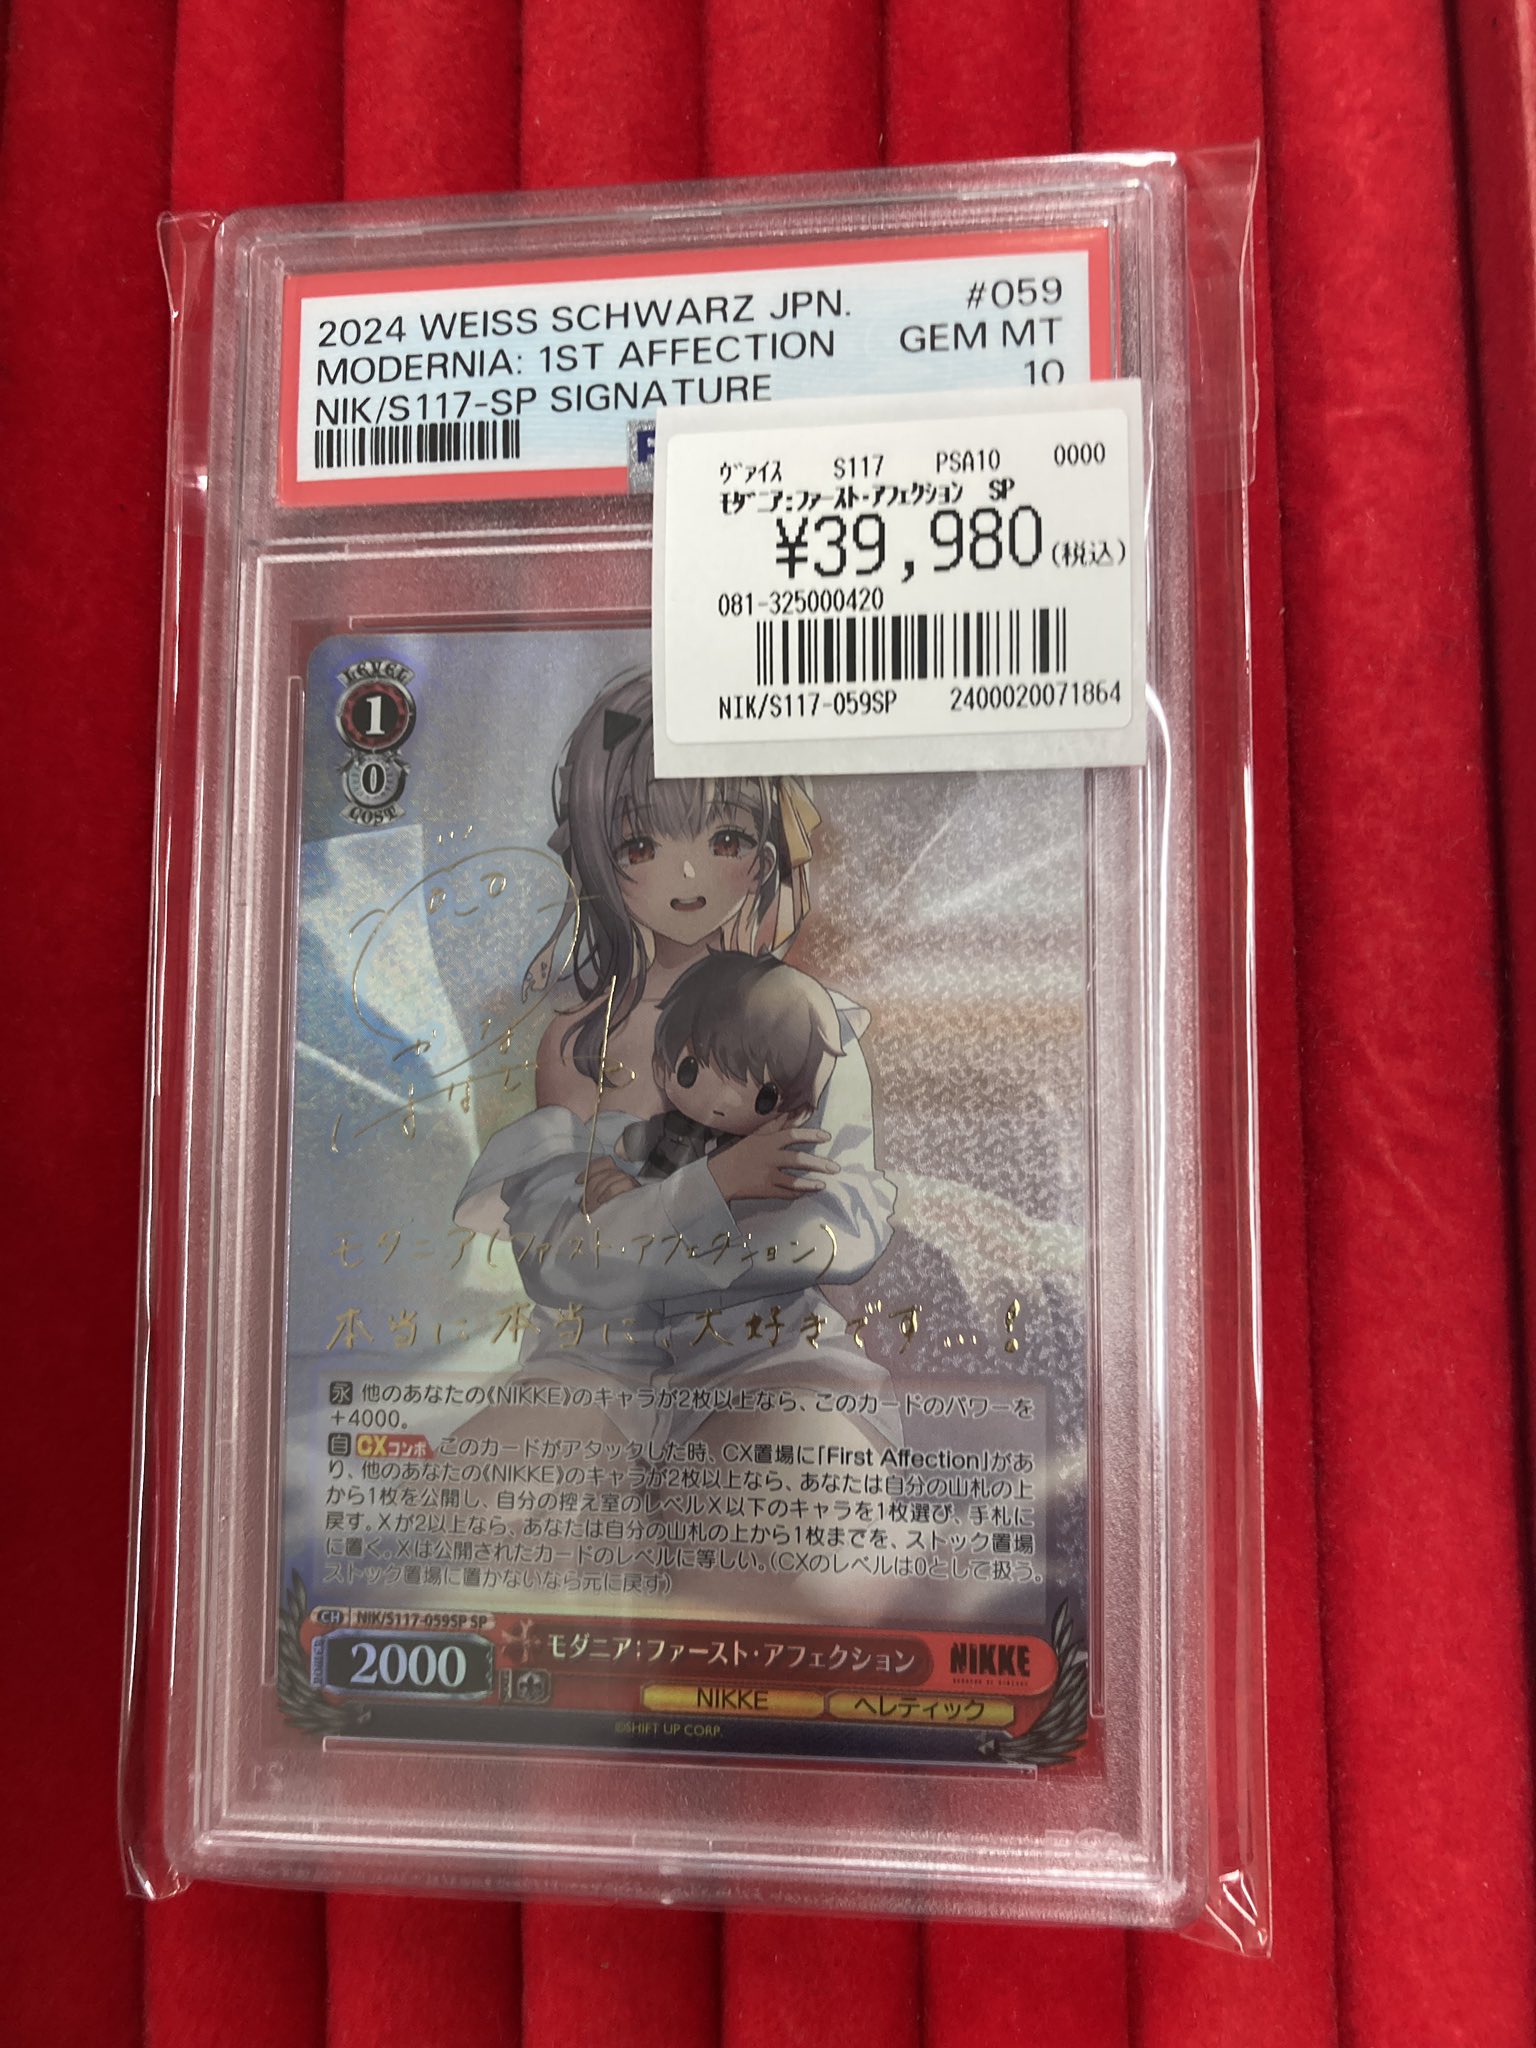 2024 WEISS SCHWARZ JPN. #059
MODERNIA: 1ST AFFECTION GEM MT
NIK/S117-SP SIGNATURE 10
ヴァイス S117 PSA10 0000
モダニア:ファースト・アフェクション SP
¥39,980(税込)
081-325000420
NIK/S117-059SP 2400020071864
LEVEL
1
0
COST
モダニア(ファースト・アフェクション)
本当に本当に、大好きです…!
永 他のあなたの《NIKKE》のキャラが2枚以上なら、このカードのパワーを
+4000。
自 CXコンボ このカードがアタックした時、CX置場に「First Affection」があ
り、他のあなたの《NIKKE》のキャラが2枚以上なら、あなたは自分の山札の上
から1枚を公開し、自分の控え室のレベルX以下のキャラを1枚選び、手札に
戻す。Xが2以上なら、あなたは自分の山札の上から1枚までを、ストック置場
に置く。Xは公開されたカードのレベルに等しい。(CXのレベルは0として扱う。
ストック置場に置かないなら元に戻す)
CH NIK/S117-059SP SP
POWER 2000 モダニア:ファースト・アフェクション NIKKE
NIKKE ヘレティック
©SHIFT UP CORP.